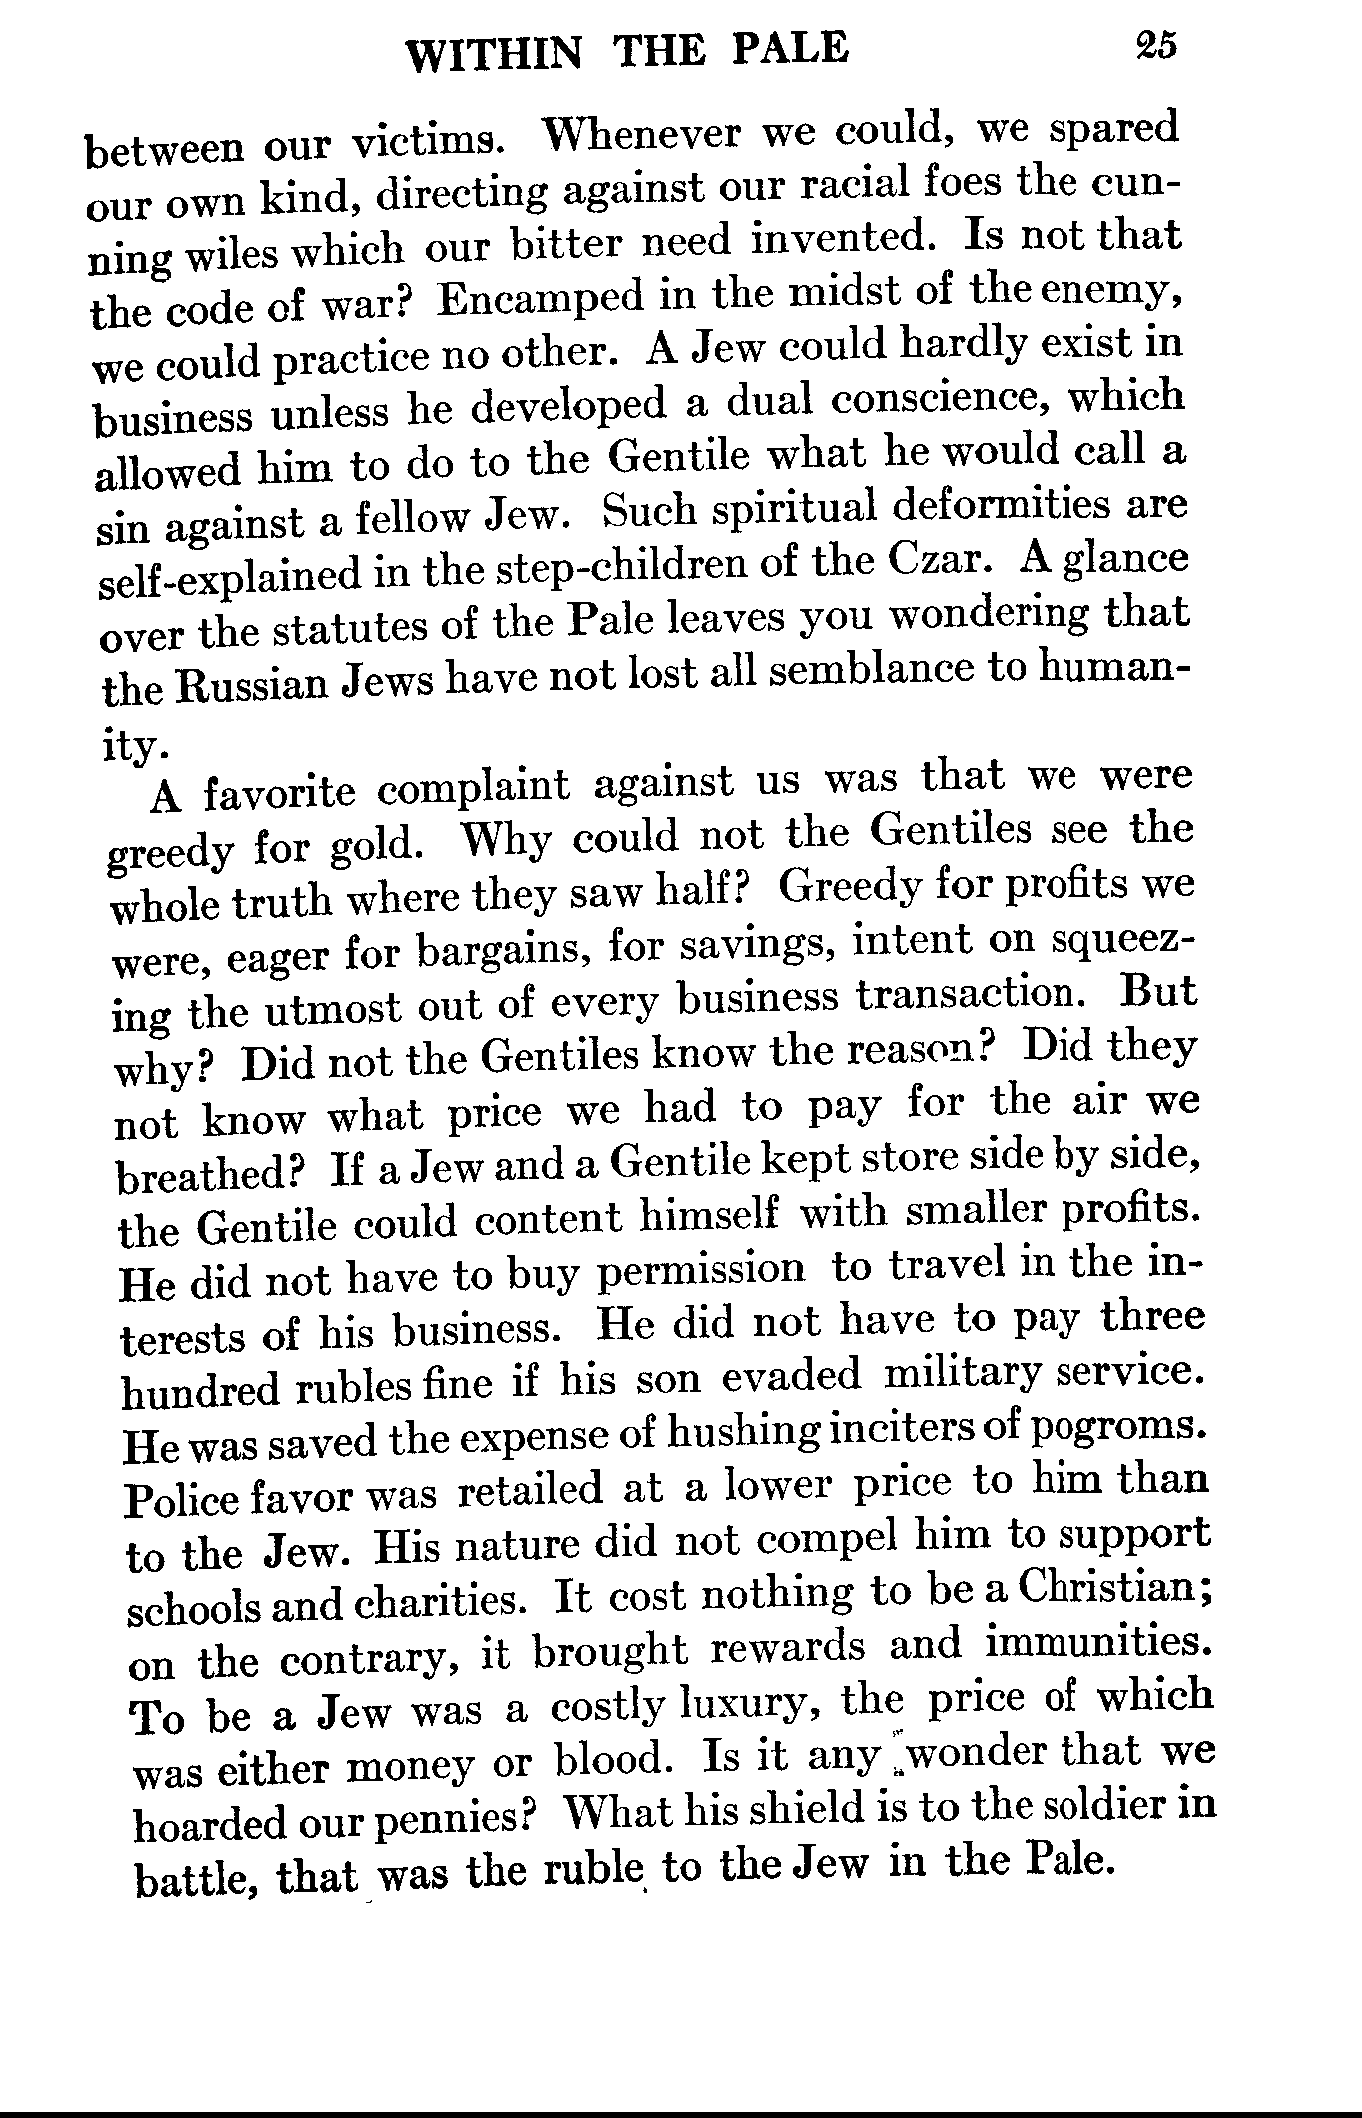 WITHIN THE PALE 25
between our victims. Whenever we could, we spared
our own kind, directing against our racial foes the cun-
ning wiles which our bitter need invented. Is not that
the code of war? Encamped in the midst of the enemy,
we could practice no other. A Jew could hardly exist in
business unless he developed a dual conscience, which
allowed him to do to the Gentile what he would call a
sin against a fellow Jew. Such spiritual deformities are
self-explained in the step-children of the Czar. A glance
over the statutes of the Pale leaves you wondering that
the Russian Jews have not lost all semblance to human-
ity.
A favorite complaint against us was that we were
greedy for gold. Why could not the Gentiles see the
whole truth where they saw half? Greedy for profits we
were, eager for bargains, for savings, intent on squeez-
ing the utmost out of every business transaction. But
why? Did not the Gentiles know the reason? Did they
not know what price we had to pay for the air we
breathed? If a Jew and a Gentile kept store side by side,
the Gentile could content himself with smaller profits.
He did not have to buy permission to travel in the in-
terests of his business. He did not have to pay three
hundred rubles fine if his son evaded military service.
He was saved the expense of hushing inciters of pogroms.
Police favor was retailed at a lower price to him than
to the Jew. His nature did not compel him to support
schools and charities. It cost nothing to be a Christian;
on the contrary, it brought rewards and immunities.
To be a Jew was a costly luxury, the price of which
was either money or blood. Is it any wonder that we
hoarded our pennies? What his shield is to the soldier in
battle, that was the ruble to the Jew in the Pale.